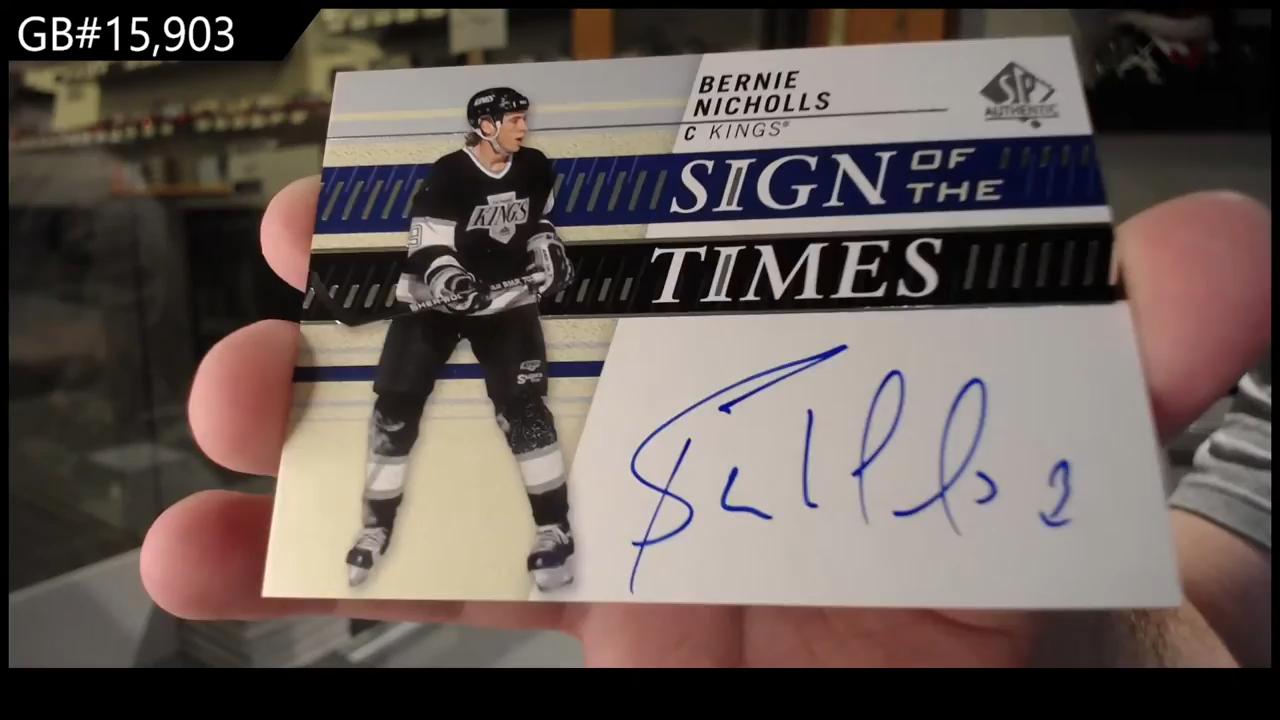 GB#15,903
BERNIE
NICHOLLS
C KINGS®
SP
AUTHENTIC
SIGN OF THE
TIMES
KINGS